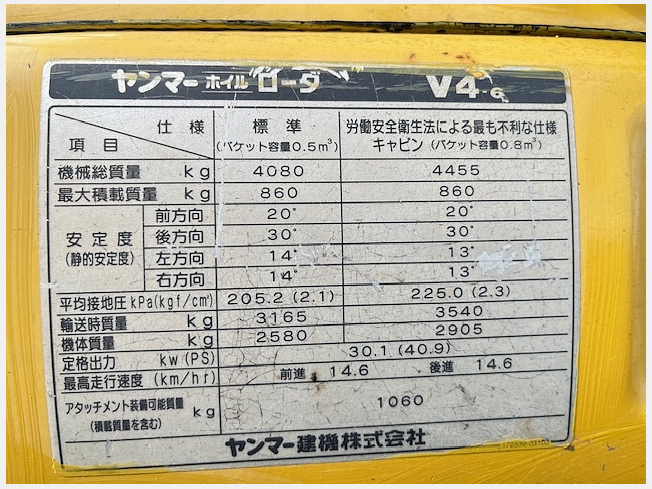 ヤンマーホイルローダ V4-6
項目 仕様 標準 (バケット容量0.5m³) 労働安全衛生法による最も不利な仕様 キャビン (バケット容量0.8m³)
機械総質量 kg 4080 4455
最大積載質量 kg 860 860
安定度 (静的安定度) 前方向 20° 20°
後方向 30° 30°
左方向 14° 13°
右方向 14° 13°
平均接地圧 kPa(kgf/cm²) 205.2 (2.1) 225.0 (2.3)
輸送時質量 kg 3165 3540
機体質量 kg 2580 2905
定格出力 kw (PS) 30.1 (40.9)
最高走行速度 (km/hr) 前進 14.6 後進 14.6
アタッチメント装備可能質量 (積載質量を含む) kg 1060
ヤンマー建機株式会社